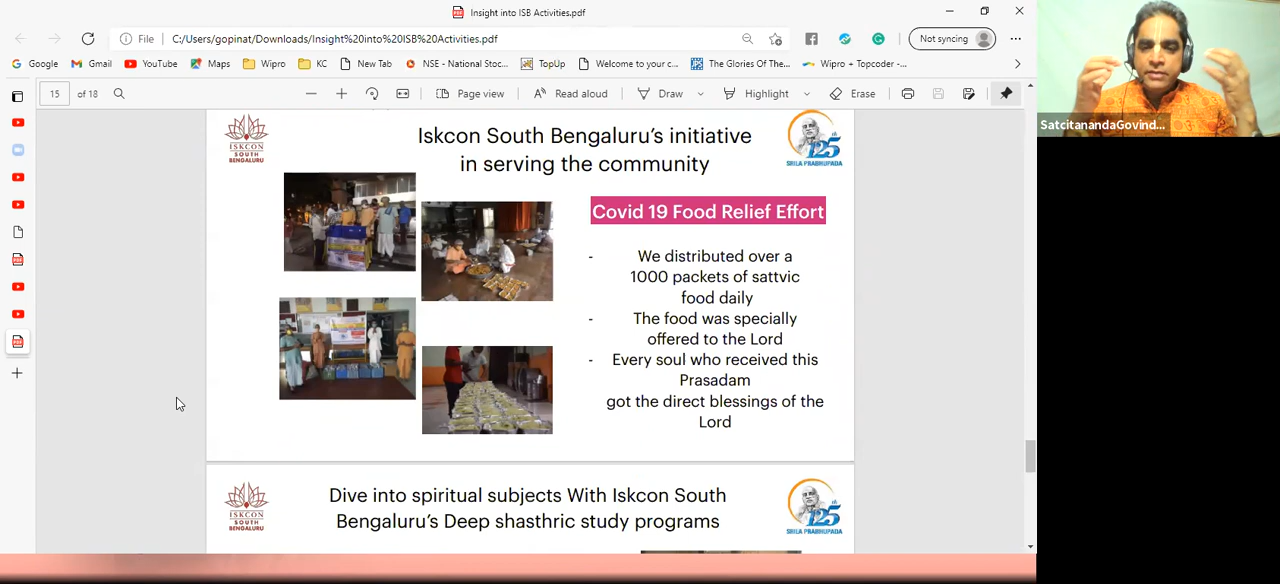 Insight into ISB Activities.pdf
File C:/Users/gopinat/Downloads/Insight%20into%20ISB%20Activities.pdf Not syncing
Google Gmail YouTube Maps Wipro KC New Tab NSE - National Stoc... TopUp Welcome to your c... The Glories Of The... Wipro + Topcoder -...
15 of 18 Page view Read aloud Draw Highlight Erase
SatcitanandaGovind...
ISKCON
SOUTH
BENGALURU
Iskcon South Bengaluru's initiative
in serving the community
125th
SRILA PRABHUPADA
Covid 19 Food Relief Effort
- We distributed over a
1000 packets of sattvic
food daily
- The food was specially
offered to the Lord
- Every soul who received this
Prasadam
got the direct blessings of the
Lord
ISKCON
SOUTH
BENGALURU
Dive into spiritual subjects With Iskcon South
Bengaluru's Deep shasthric study programs
125th
SRILA PRABHUPADA